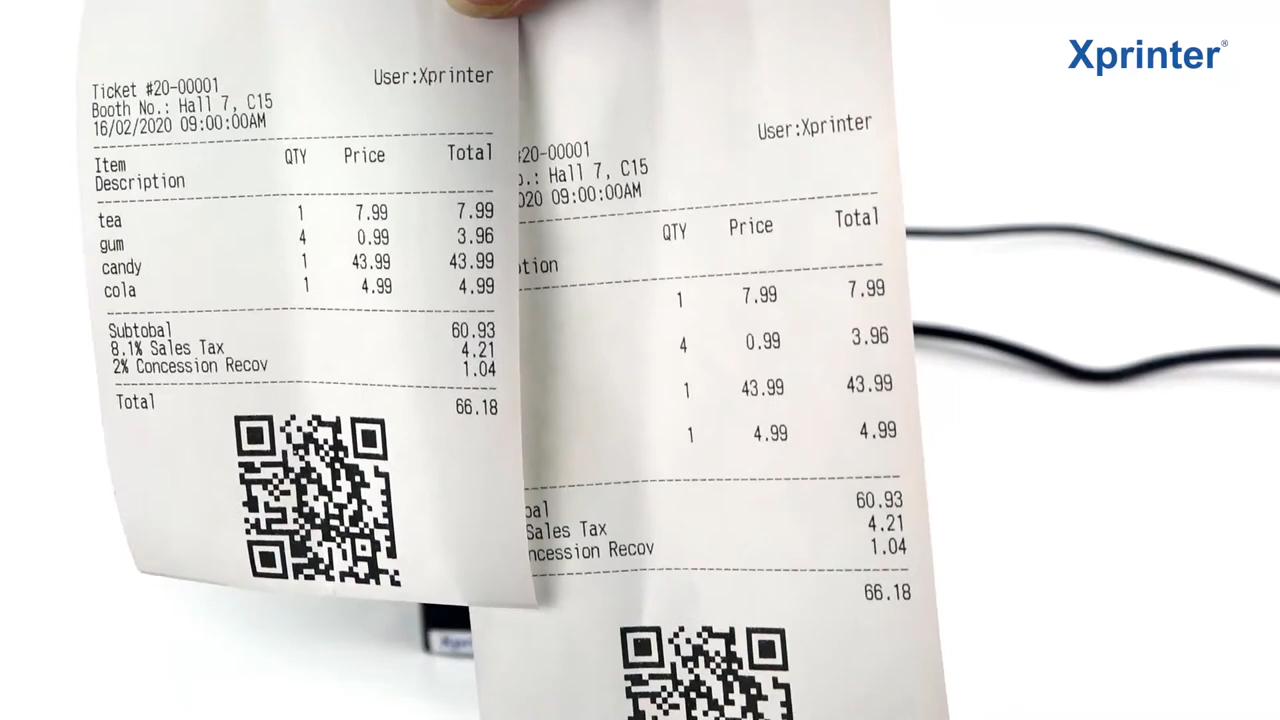 Xprinter®
Ticket #20-00001 User:Xprinter
Booth No.: Hall 7, C15
16/02/2020 09:00:00AM
Item QTY Price Total
Description
tea 1 7.99 7.99
gum 4 0.99 3.96
candy 1 43.99 43.99
cola 1 4.99 4.99
Subtobal 60.93
8.1% Sales Tax 4.21
2% Concession Recov 1.04
Total 66.18
User:Xprinter
#20-00001
o.: Hall 7, C15
020 09:00:00AM
QTY Price Total
tion
1 7.99 7.99
4 0.99 3.96
1 43.99 43.99
1 4.99 4.99
bal 60.93
Sales Tax 4.21
ncession Recov 1.04
66.18